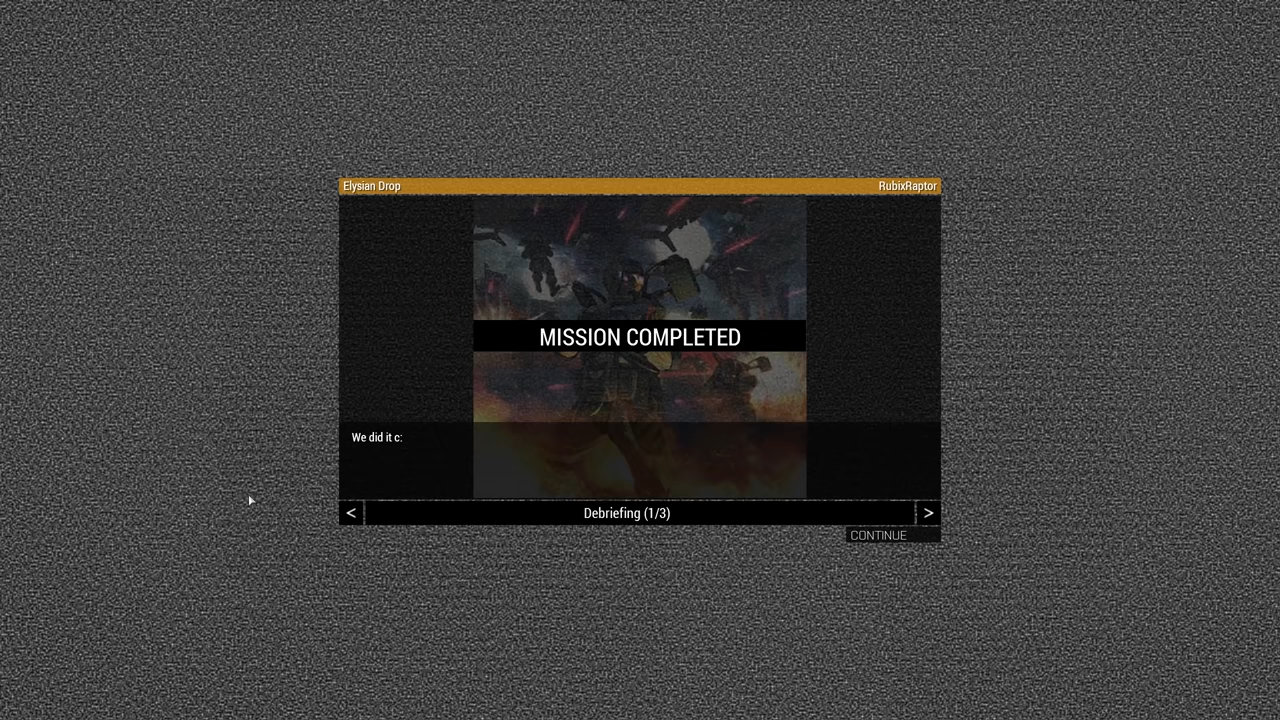 Elysian Drop RubixRaptor
MISSION COMPLETED
We did it c:
< Debriefing (1/3) >
CONTINUE